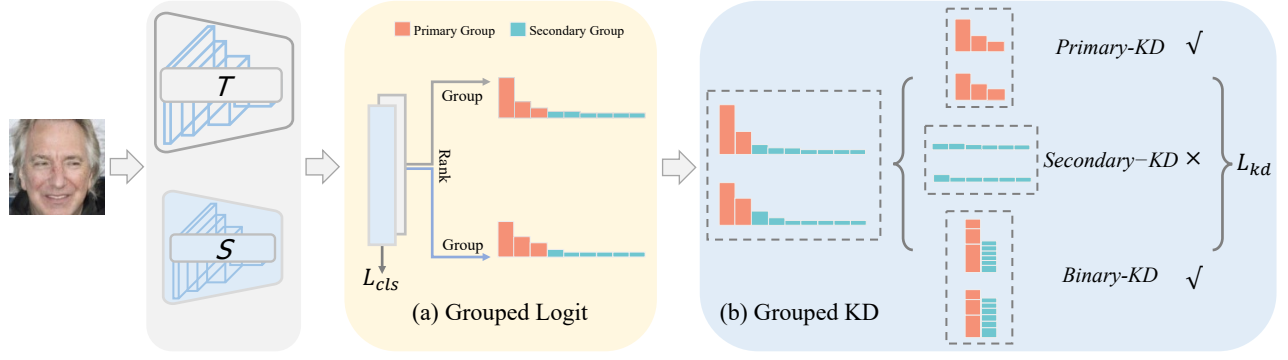 T
S
Primary Group
Secondary Group
Group
Rank
Group
L_cls
(a) Grouped Logit
Primary-KD √
Secondary−KD ×
Binary-KD √
L_kd
(b) Grouped KD